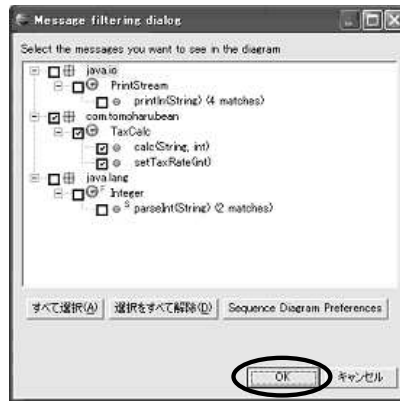 Message filtering dialog
Select the messages you want to see in the diagram
java.io
PrintStream
println(String) (4 matches)
com.tomoharu.bean
TaxCalc
calc(String, int)
setTaxRate(int)
java.lang
Integer
parseInt(String) (2 matches)
すべて選択(A) 選択をすべて解除(D) Sequence Diagram Preferences
OK キャンセル